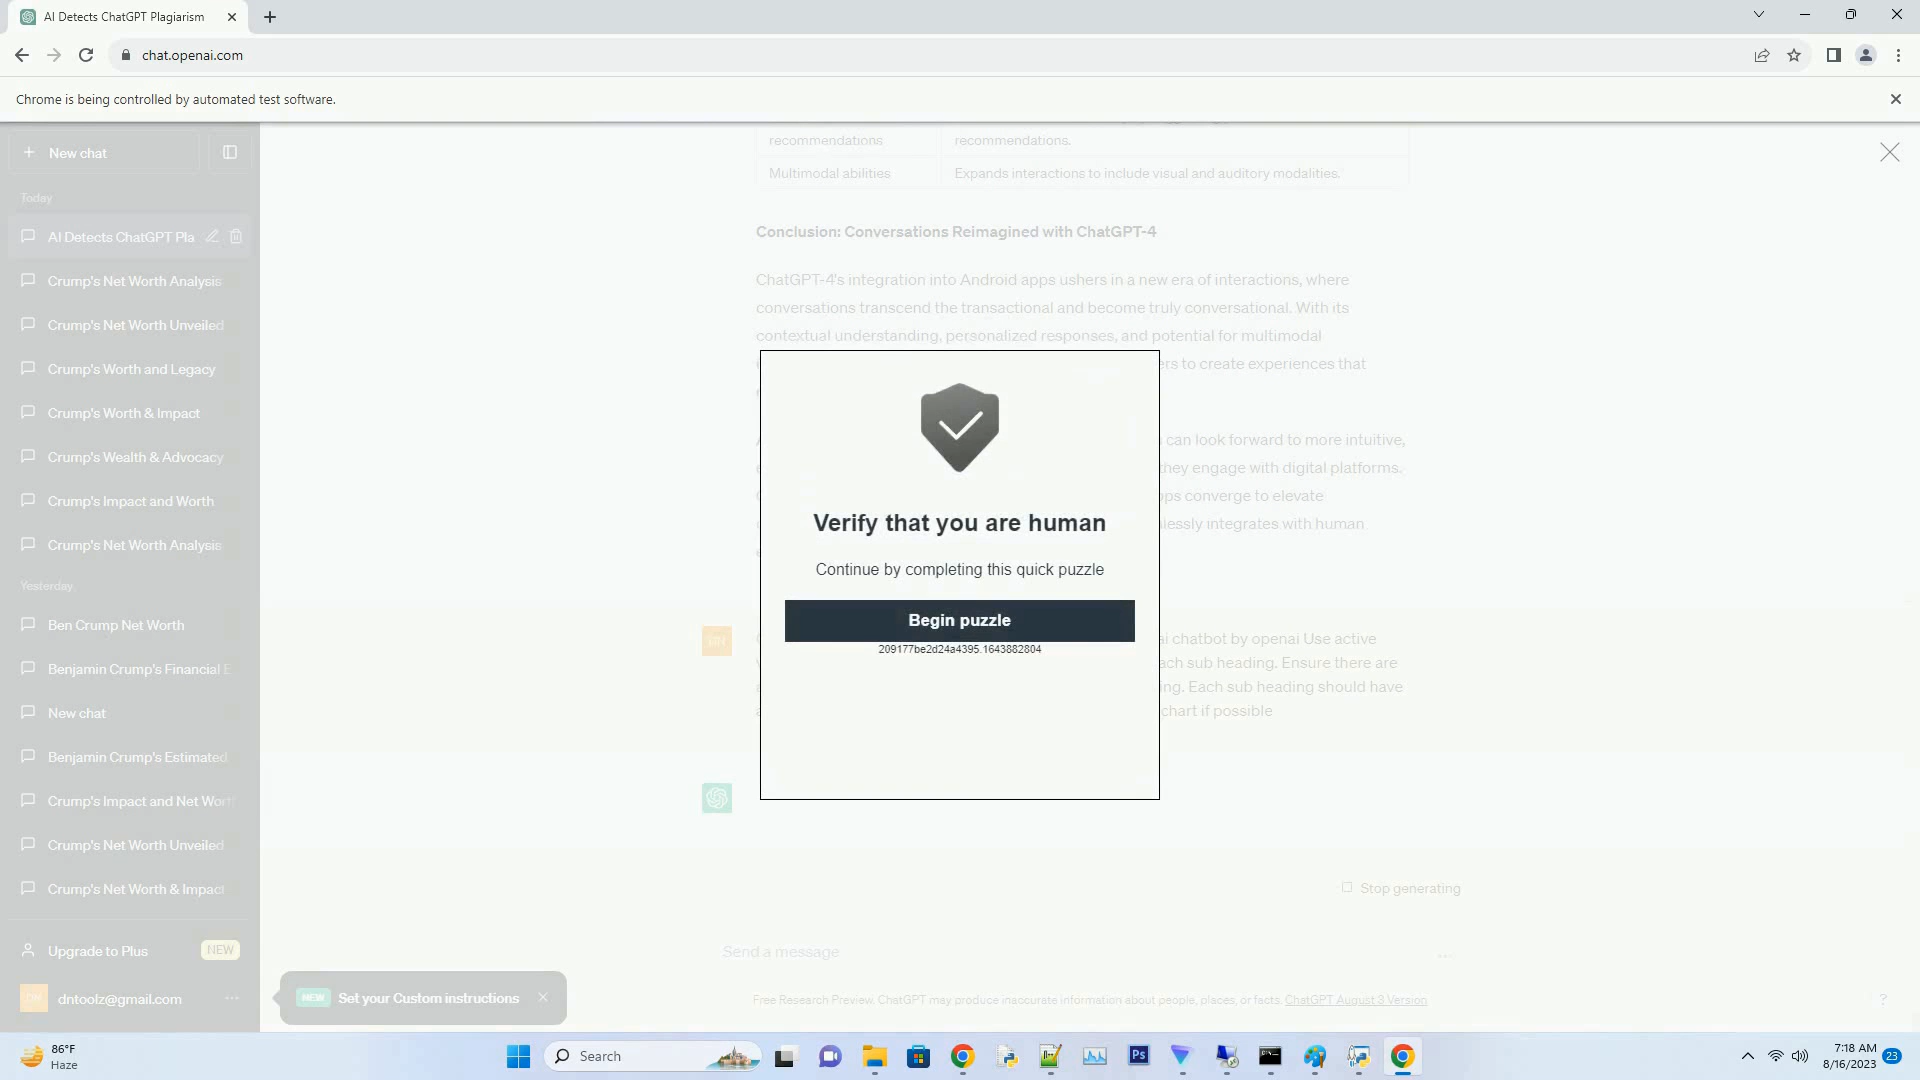 AI Detects ChatGPT Plagiarism
chat.openai.com
Chrome is being controlled by automated test software.
New chat
Today
AI Detects ChatGPT Pla
Crump's Net Worth Analysis
Crump's Net Worth Unveiled
Crump's Worth and Legacy
Crump's Worth & Impact
Crump's Wealth & Advocacy
Crump's Impact and Worth
Crump's Net Worth Analysis
Yesterday
Ben Crump Net Worth
Benjamin Crump's Financial E
New chat
Benjamin Crump's Estimated
Crump's Impact and Net Wort
Crump's Net Worth Unveiled
Crump's Net Worth & Impact
Upgrade to Plus NEW
DN dntoolz@gmail.com
NEW Set your Custom instructions
recommendations recommendations.
Multimodal abilities Expands interactions to include visual and auditory modalities.
Conclusion: Conversations Reimagined with ChatGPT-4
ChatGPT-4's integration into Android apps ushers in a new era of interactions, where
conversations transcend the transactional and become truly conversational. With its
contextual understanding, personalized responses, and potential for multimodal
ers to create experiences that
can look forward to more intuitive,
they engage with digital platforms.
ps converge to elevate
lessly integrates with human
Verify that you are human
Continue by completing this quick puzzle
Begin puzzle
209177be2d24a4395.1643882804
DN
ai chatbot by openai Use active
ach sub heading. Ensure there are
ing. Each sub heading should have
chart if possible
Stop generating
Send a message
Free Research Preview. ChatGPT may produce inaccurate information about people, places, or facts. ChatGPT August 3 Version
?
86°F
Haze
Search
Ps
7:18 AM
8/16/2023
23